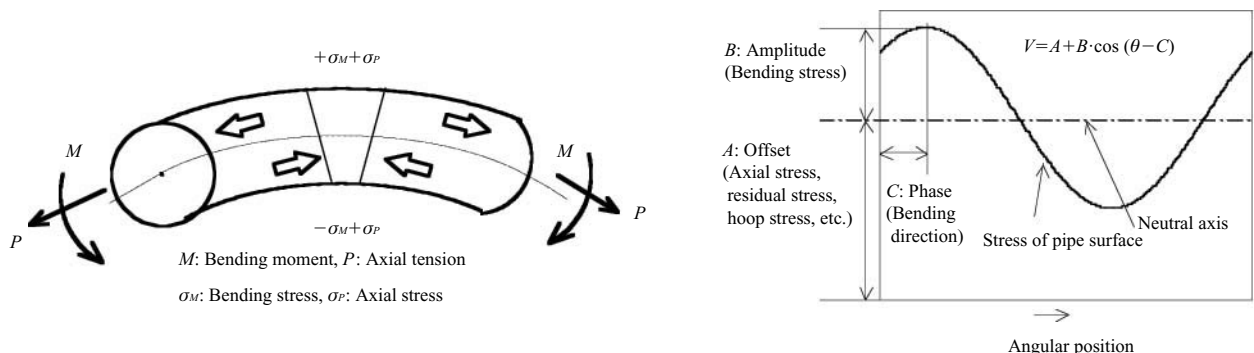 +σM+σP
M
P
M
P
−σM+σP
M: Bending moment, P: Axial tension
σM: Bending stress, σP: Axial stress
B: Amplitude
(Bending stress)
V=A+B·cos (θ−C)
A: Offset
(Axial stress,
residual stress,
hoop stress, etc.)
C: Phase
(Bending
direction)
Neutral axis
Stress of pipe surface
Angular position